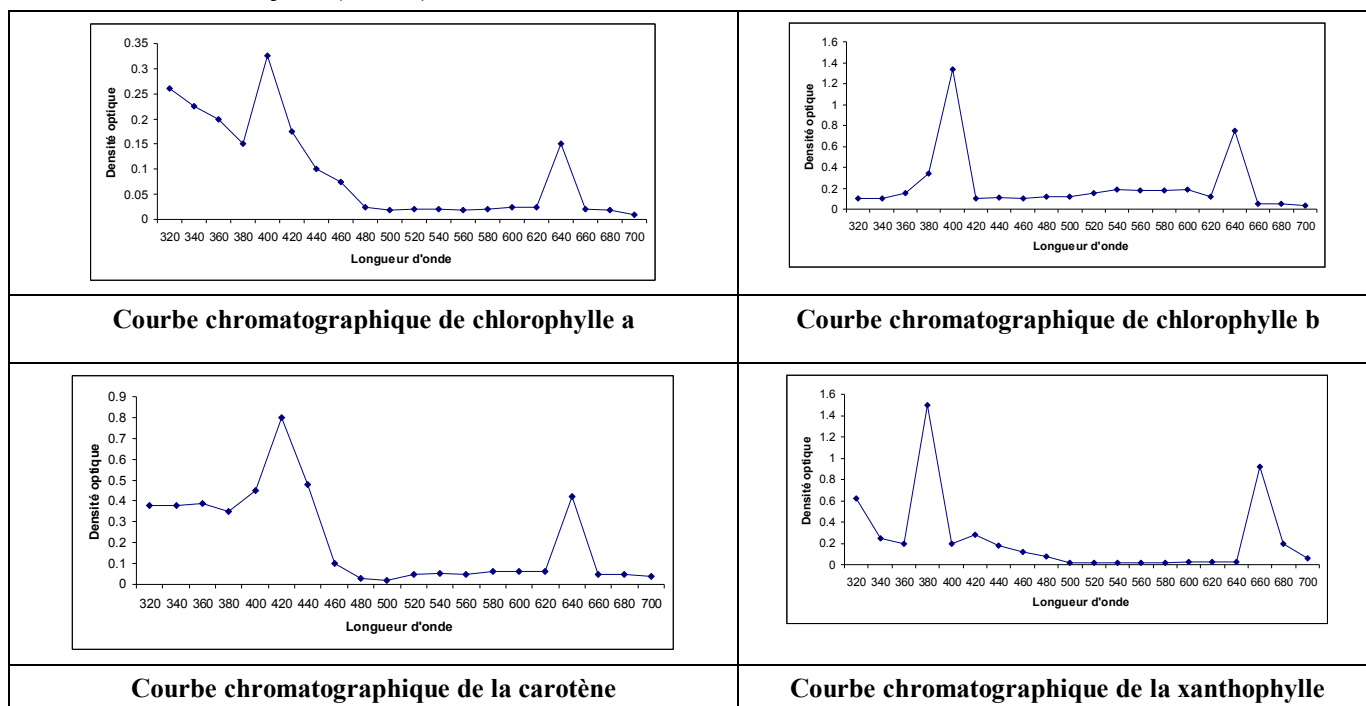 Densité optique
0.35
0.3
0.25
0.2
0.15
0.1
0.05
0
320 340 360 380 400 420 440 460 480 500 520 540 560 580 600 620 640 660 680 700
Longueur d'onde
Densité optique
1.6
1.4
1.2
1
0.8
0.6
0.4
0.2
0
320 340 360 380 400 420 440 460 480 500 520 540 560 580 600 620 640 660 680 700
Longueur d'onde
Courbe chromatographique de chlorophylle a
Courbe chromatographique de chlorophylle b
Densité optique
0.9
0.8
0.7
0.6
0.5
0.4
0.3
0.2
0.1
0
320 340 360 380 400 420 440 460 480 500 520 540 560 580 600 620 640 660 680 700
Longueur d'onde
Densité optique
1.6
1.4
1.2
1
0.8
0.6
0.4
0.2
0
320 340 360 380 400 420 440 460 480 500 520 540 560 580 600 620 640 660 680 700
Longueur d'onde
Courbe chromatographique de la carotène
Courbe chromatographique de la xanthophylle